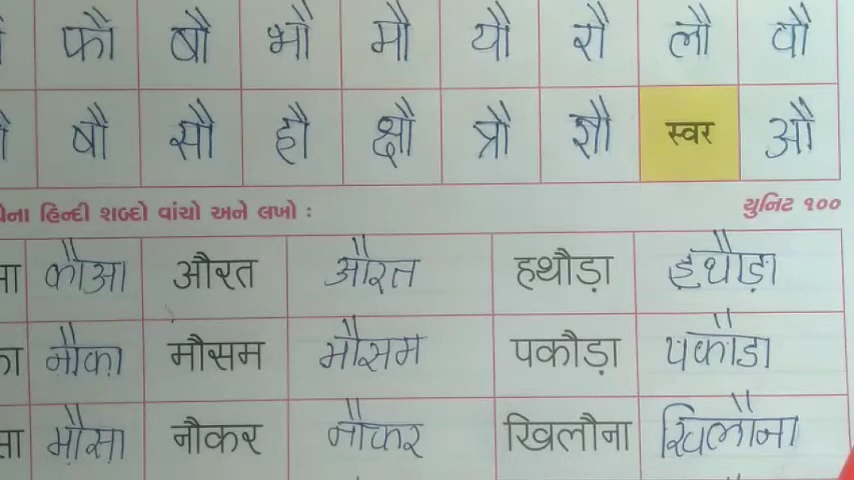 फौ बौ भौ मौ यौ रौ लौ वौ
षौ सौ हौ क्षौ त्रौ ज्ञौ स्वर औ
હિન્દી શબ્દો વાંચો અને લખો : યુનિટ ૧૦૦
कौआ औरत औरत हथौड़ा हथौड़ा
नौका मौसम मौसम पकौड़ा पकौडा
मौसा नौकर नौकर खिलौना खिलौना